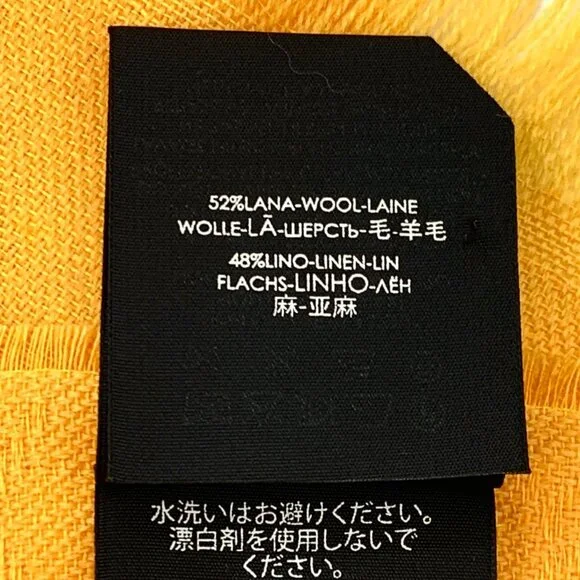 52%LANA-WOOL-LAINE
WOLLE-LÃ-ШЕРСТЬ-毛-羊毛
48%LINO-LINEN-LIN
FLACHS-LINHO-ЛЁН
麻-亚麻
水洗いはお避けください。
漂白剤を使用しないで
ください。